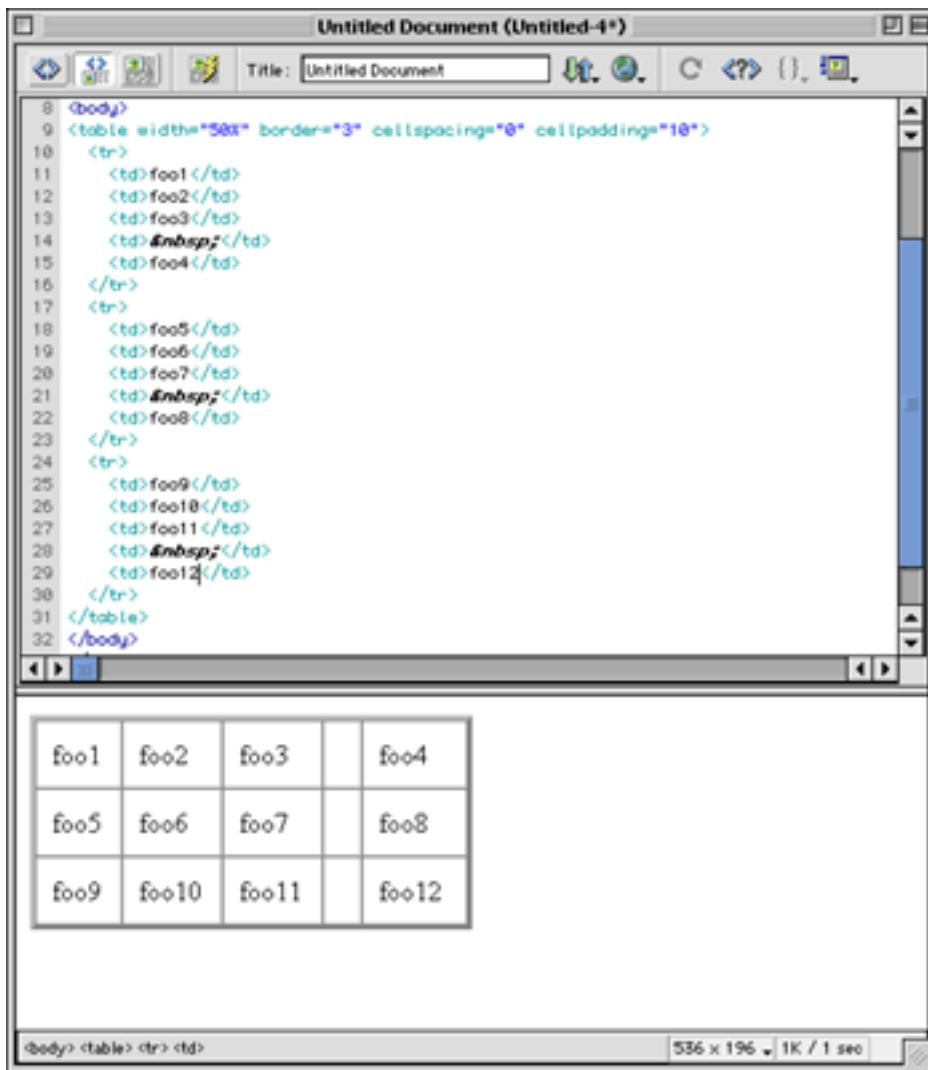 Untitled Document (Untitled-4*)
Title: Untitled Document
8 <body>
9 <table width="50%" border="3" cellspacing="0" cellpadding="10">
10 <tr>
11 <td>foo1</td>
12 <td>foo2</td>
13 <td>foo3</td>
14 <td>&nbsp;</td>
15 <td>foo4</td>
16 </tr>
17 <tr>
18 <td>foo5</td>
19 <td>foo6</td>
20 <td>foo7</td>
21 <td>&nbsp;</td>
22 <td>foo8</td>
23 </tr>
24 <tr>
25 <td>foo9</td>
26 <td>foo10</td>
27 <td>foo11</td>
28 <td>&nbsp;</td>
29 <td>foo12</td>
30 </tr>
31 </table>
32 </body>
foo1 foo2 foo3 foo4
foo5 foo6 foo7 foo8
foo9 foo10 foo11 foo12
<body> <table> <tr> <td> 536 x 196 1K / 1 sec